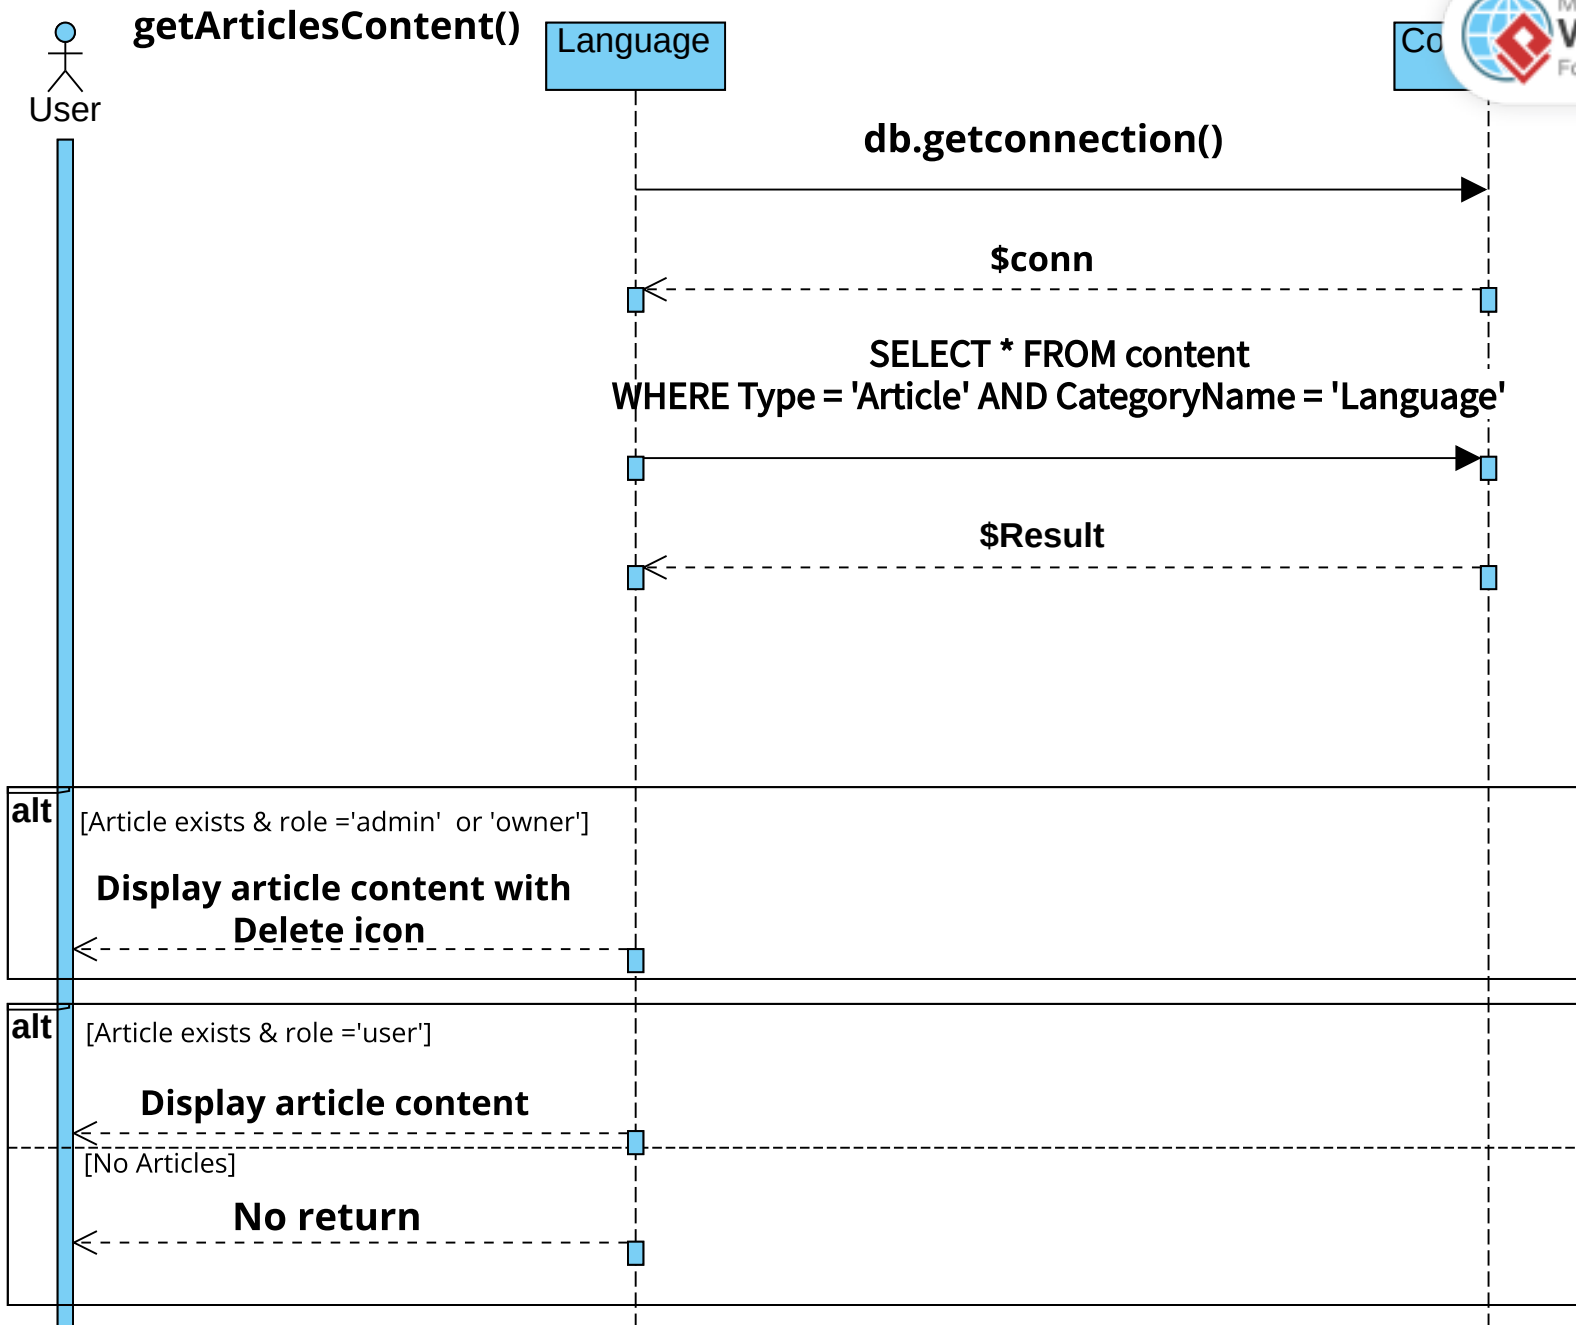 getArticlesContent()
Language
User
db.getconnection()
$conn
SELECT * FROM content
WHERE Type = 'Article' AND CategoryName = 'Language'
$Result
alt
[Article exists & role ='admin' or 'owner']
Display article content with
Delete icon
alt
[Article exists & role ='user']
Display article content
[No Articles]
No return